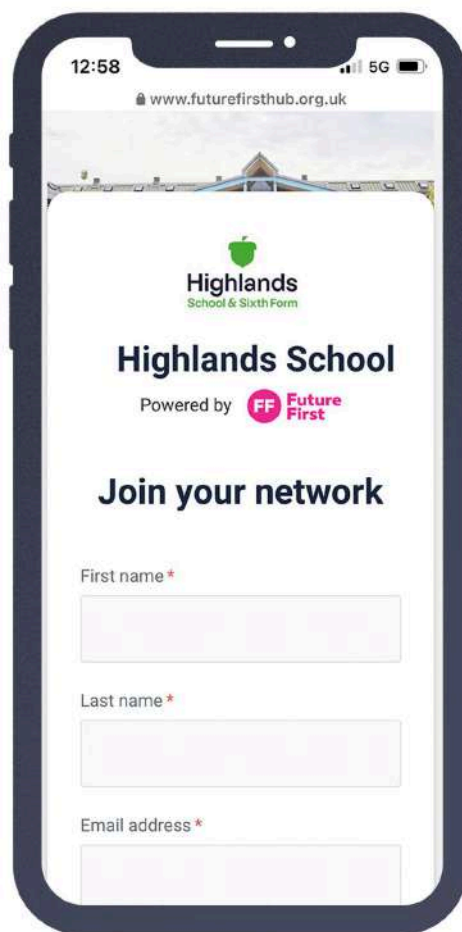 12:58
5G
www.futurefirsthub.org.uk
Highlands
School & Sixth Form
Highlands School
Powered by FF Future
First
Join your network
First name *
Last name *
Email address *